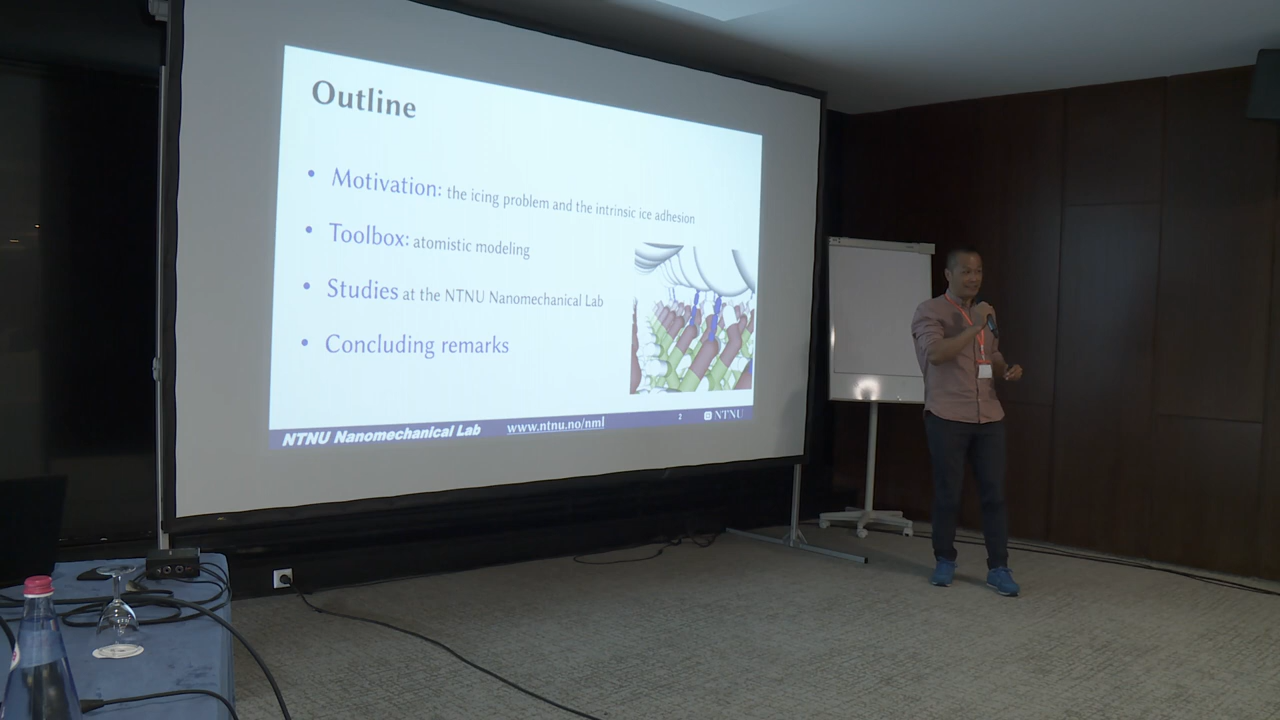 Outline
• Motivation: the icing problem and the intrinsic ice adhesion
• Toolbox: atomistic modeling
• Studies at the NTNU Nanomechanical Lab
• Concluding remarks
NTNU Nanomechanical Lab www.ntnu.no/nml 2 NTNU